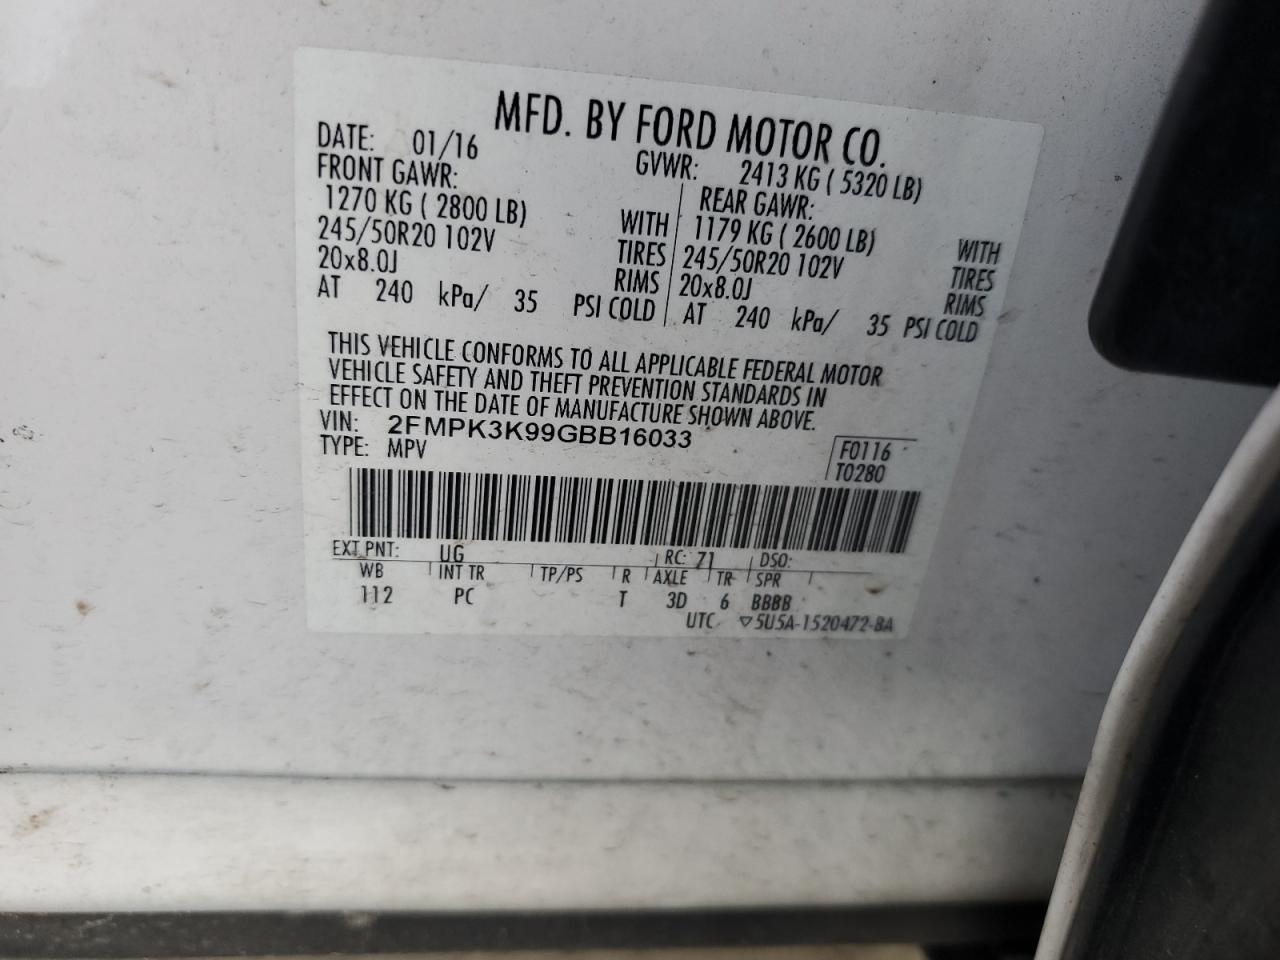 MFD. BY FORD MOTOR CO.
DATE: 01/16 GVWR: 2413 KG ( 5320 LB)
FRONT GAWR: REAR GAWR:
1270 KG ( 2800 LB) WITH 1179 KG ( 2600 LB) WITH
245/50R20 102V TIRES 245/50R20 102V TIRES
20x8.0J RIMS 20x8.0J RIMS
AT 240 kPa/ 35 PSI COLD AT 240 kPa/ 35 PSI COLD
THIS VEHICLE CONFORMS TO ALL APPLICABLE FEDERAL MOTOR
VEHICLE SAFETY AND THEFT PREVENTION STANDARDS IN
EFFECT ON THE DATE OF MANUFACTURE SHOWN ABOVE.
VIN: 2FMPK3K99GBB16033
TYPE: MPV F0116
T0280
EXT PNT: UG RC: 71 DSO:
WB INT TR TP/PS R AXLE TR SPR
112 PC T 3D 6 BBBB
UTC ▽5U5A-1520472-BA